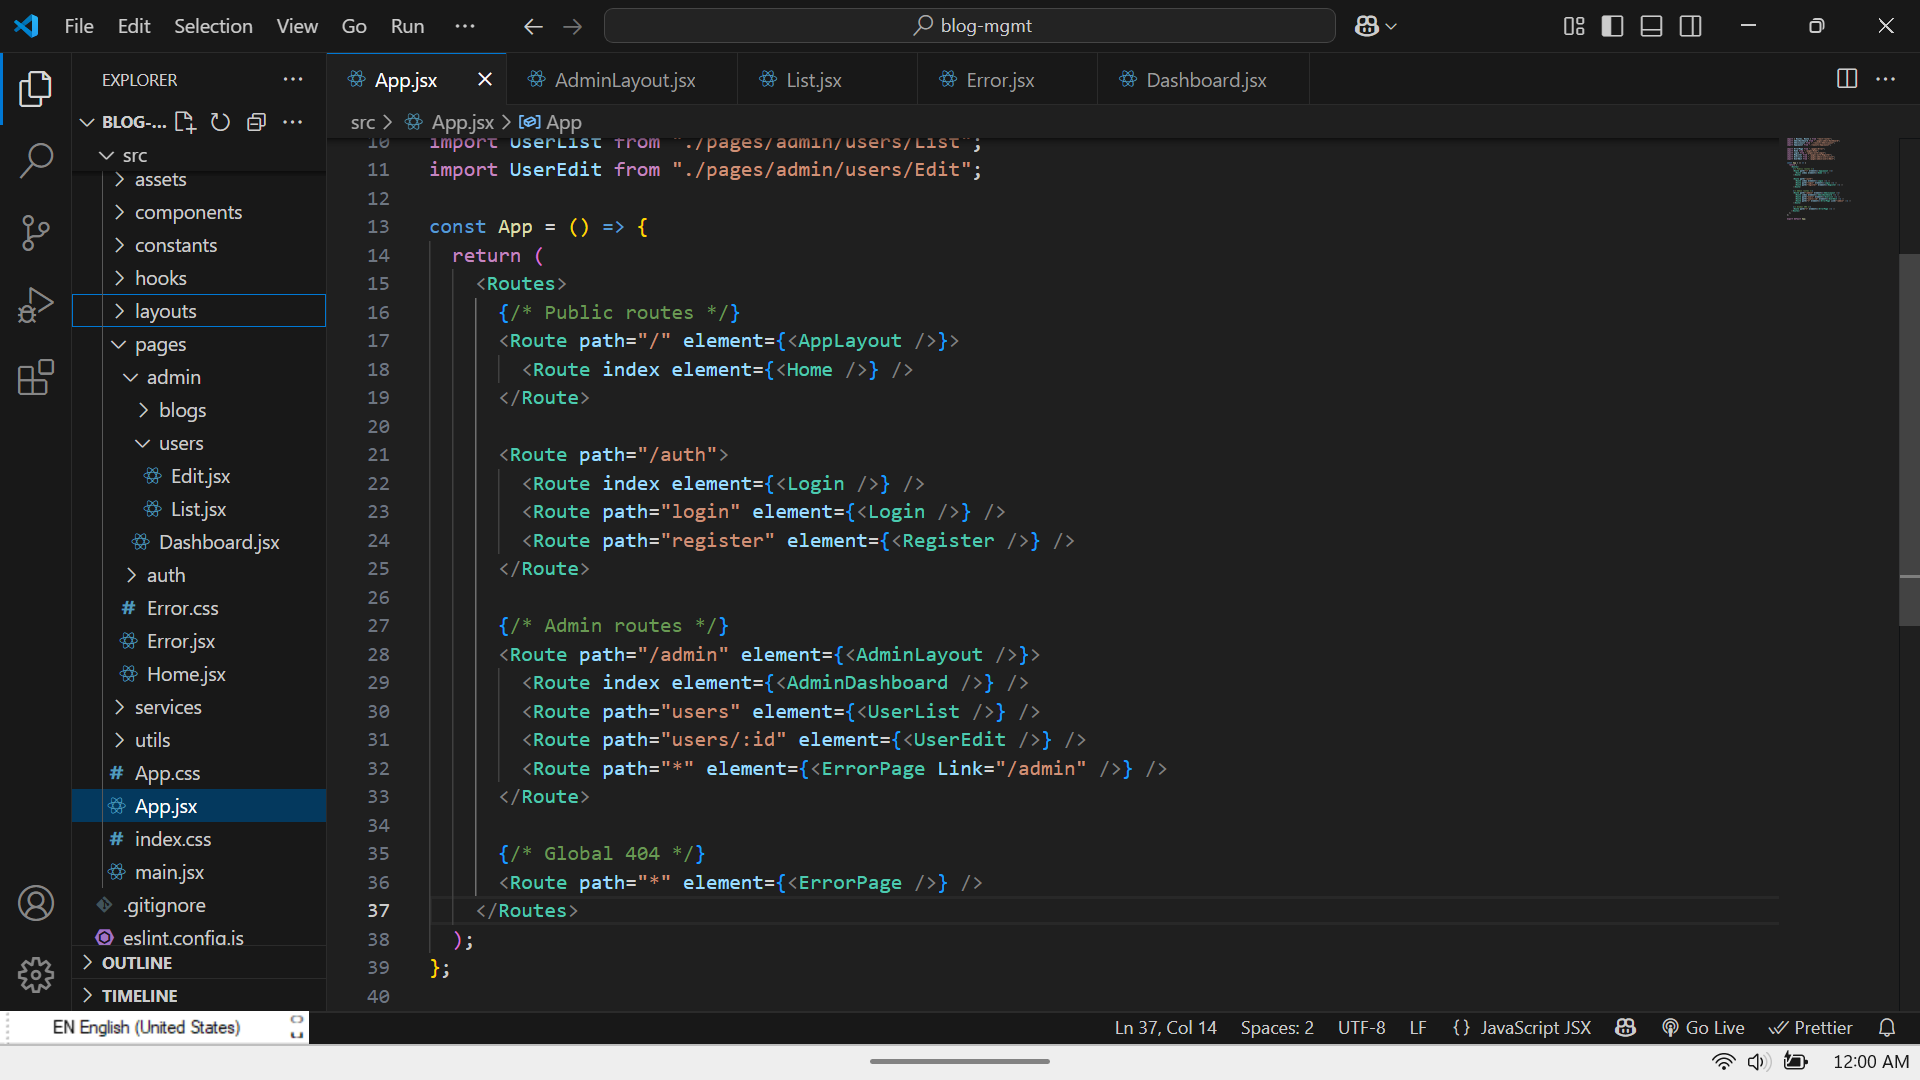 File Edit Selection View Go Run ··· blog-mgmt
EXPLORER
BLOG-...
src
assets
components
constants
hooks
layouts
pages
admin
blogs
users
Edit.jsx
List.jsx
Dashboard.jsx
auth
# Error.css
Error.jsx
Home.jsx
services
utils
# App.css
App.jsx
# index.css
main.jsx
.gitignore
eslint.config.js
OUTLINE
TIMELINE
App.jsx AdminLayout.jsx List.jsx Error.jsx Dashboard.jsx
src > App.jsx > App
10 import UserList from "./pages/admin/users/List";
11 import UserEdit from "./pages/admin/users/Edit";
12
13 const App = () => {
14 return (
15 <Routes>
16 {/* Public routes */}
17 <Route path="/" element={<AppLayout />}>
18 <Route index element={<Home />} />
19 </Route>
20
21 <Route path="/auth">
22 <Route index element={<Login />} />
23 <Route path="login" element={<Login />} />
24 <Route path="register" element={<Register />} />
25 </Route>
26
27 {/* Admin routes */}
28 <Route path="/admin" element={<AdminLayout />}>
29 <Route index element={<AdminDashboard />} />
30 <Route path="users" element={<UserList />} />
31 <Route path="users/:id" element={<UserEdit />} />
32 <Route path="*" element={<ErrorPage Link="/admin" />} />
33 </Route>
34
35 {/* Global 404 */}
36 <Route path="*" element={<ErrorPage />} />
37 </Routes>
38 );
39 };
40
EN English (United States)
Ln 37, Col 14 Spaces: 2 UTF-8 LF {} JavaScript JSX Go Live Prettier
12:00 AM